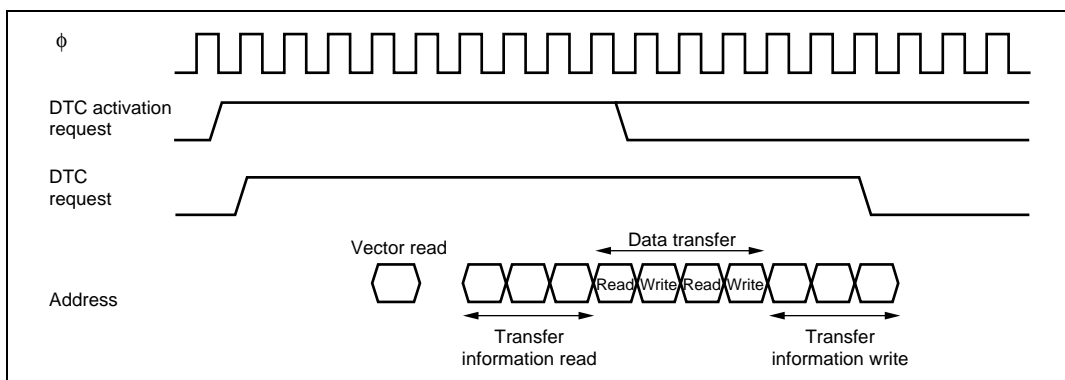 ϕ
DTC activation
request
DTC
request
Vector read
Data transfer
Address
Read Write Read Write
Transfer
information read
Transfer
information write